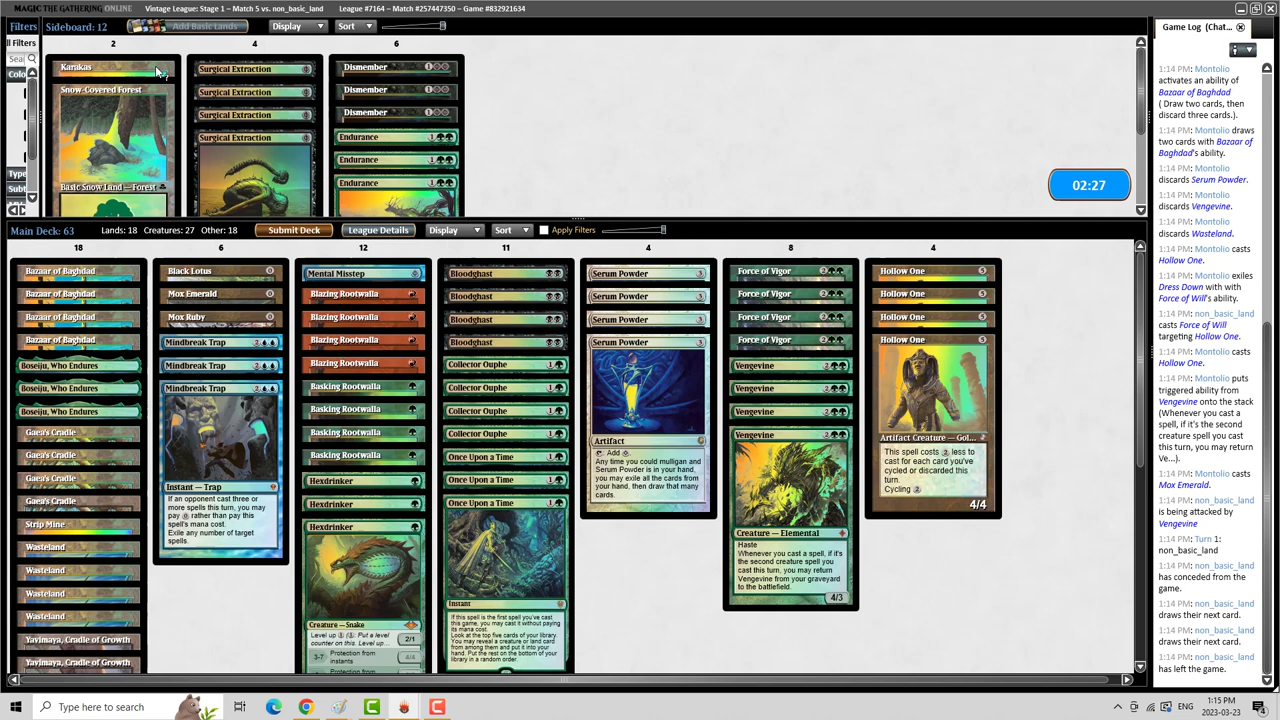 MAGIC THE GATHERING ONLINE
Vintage League: Stage 1 – Match 5 vs. non_basic_land
League #7164 - Match #257447350 - Game #832921634
Filters
Sideboard: 12
Add Basic Lands
Display
Sort
ll Filters
Colo
Type
Subt
2
4
6
Karakas
Snow-Covered Forest
Basic Snow Land — Forest
Surgical Extraction
Surgical Extraction
Surgical Extraction
Surgical Extraction
Dismember
Dismember
Dismember
Endurance
Endurance
Endurance
02:27
Main Deck: 63
Lands: 18
Creatures: 27
Other: 18
Submit Deck
League Details
Display
Sort
Apply Filters
18
6
12
11
4
8
4
Bazaar of Baghdad
Bazaar of Baghdad
Bazaar of Baghdad
Bazaar of Baghdad
Boseiju, Who Endures
Boseiju, Who Endures
Boseiju, Who Endures
Gaea's Cradle
Gaea's Cradle
Gaea's Cradle
Gaea's Cradle
Strip Mine
Wasteland
Wasteland
Wasteland
Wasteland
Yavimaya, Cradle of Growth
Yavimaya, Cradle of Growth
Black Lotus
Mox Emerald
Mox Ruby
Mindbreak Trap
Mindbreak Trap
Mindbreak Trap
Instant — Trap
If an opponent cast three or
more spells this turn, you may
pay 0 rather than pay this
spell's mana cost.
Exile any number of target
spells.
Mental Misstep
Blazing Rootwalla
Blazing Rootwalla
Blazing Rootwalla
Blazing Rootwalla
Basking Rootwalla
Basking Rootwalla
Basking Rootwalla
Basking Rootwalla
Hexdrinker
Hexdrinker
Hexdrinker
Creature — Snake
Level up 1 (1: Put a level
counter on this. Level up...
2/1
3-7
Protection from
instants
4/4
Bloodghast
Bloodghast
Bloodghast
Bloodghast
Collector Ouphe
Collector Ouphe
Collector Ouphe
Collector Ouphe
Once Upon a Time
Once Upon a Time
Once Upon a Time
Instant
If this spell is the first spell you've cast
this game, you may cast it without paying
its mana cost.
Look at the top five cards of your library.
You may reveal a creature or land card
from among them and put it into your
hand. Put the rest on the bottom of your
library in a random order.
Serum Powder
Serum Powder
Serum Powder
Serum Powder
Artifact
: Add
Any time you could mulligan and
Serum Powder is in your hand,
you may exile all the cards from
your hand, then draw that many
cards.
Force of Vigor
Force of Vigor
Force of Vigor
Force of Vigor
Vengevine
Vengevine
Vengevine
Vengevine
Creature — Elemental
Haste
Whenever you cast a spell, if it's
the second creature spell you
cast this turn, you may return
Vengevine from your graveyard
to the battlefield.
4/3
Hollow One
Hollow One
Hollow One
Hollow One
Artifact Creature — Gol...
This spell costs 2 less to
cast for each card you've
cycled or discarded this
turn.
Cycling 2
4/4
Game Log (Chat...
1:14 PM: Montolio
activates an ability of
Bazaar of Baghdad
( Draw two cards, then
discard three cards.).
1:14 PM: Montolio draws
two cards with Bazaar of
Baghdad's ability.
1:14 PM: Montolio
discards Serum Powder.
1:14 PM: Montolio
discards Vengevine.
1:14 PM: Montolio
discards Wasteland.
1:14 PM: Montolio casts
Hollow One.
1:14 PM: Montolio exiles
Dress Down with with
Force of Will's ability.
1:14 PM: non_basic_land
casts Force of Will
targeting Hollow One.
1:14 PM: Montolio casts
Hollow One.
1:14 PM: Montolio puts
triggered ability from
Vengevine onto the stack
(Whenever you cast a
spell, if it's the second
creature spell you cast
this turn, you may return
Ve...).
1:14 PM: Montolio casts
Mox Emerald.
1:14 PM: non_basic_land
is being attacked by
Vengevine
1:14 PM: Turn 1:
non_basic_land
1:14 PM: non_basic_land
has conceded from the
game.
1:14 PM: non_basic_land
draws their next card.
1:14 PM: non_basic_land
draws their next card.
1:14 PM: non_basic_land
has left the game.
Type here to search
ENG
1:15 PM
2023-03-23
4